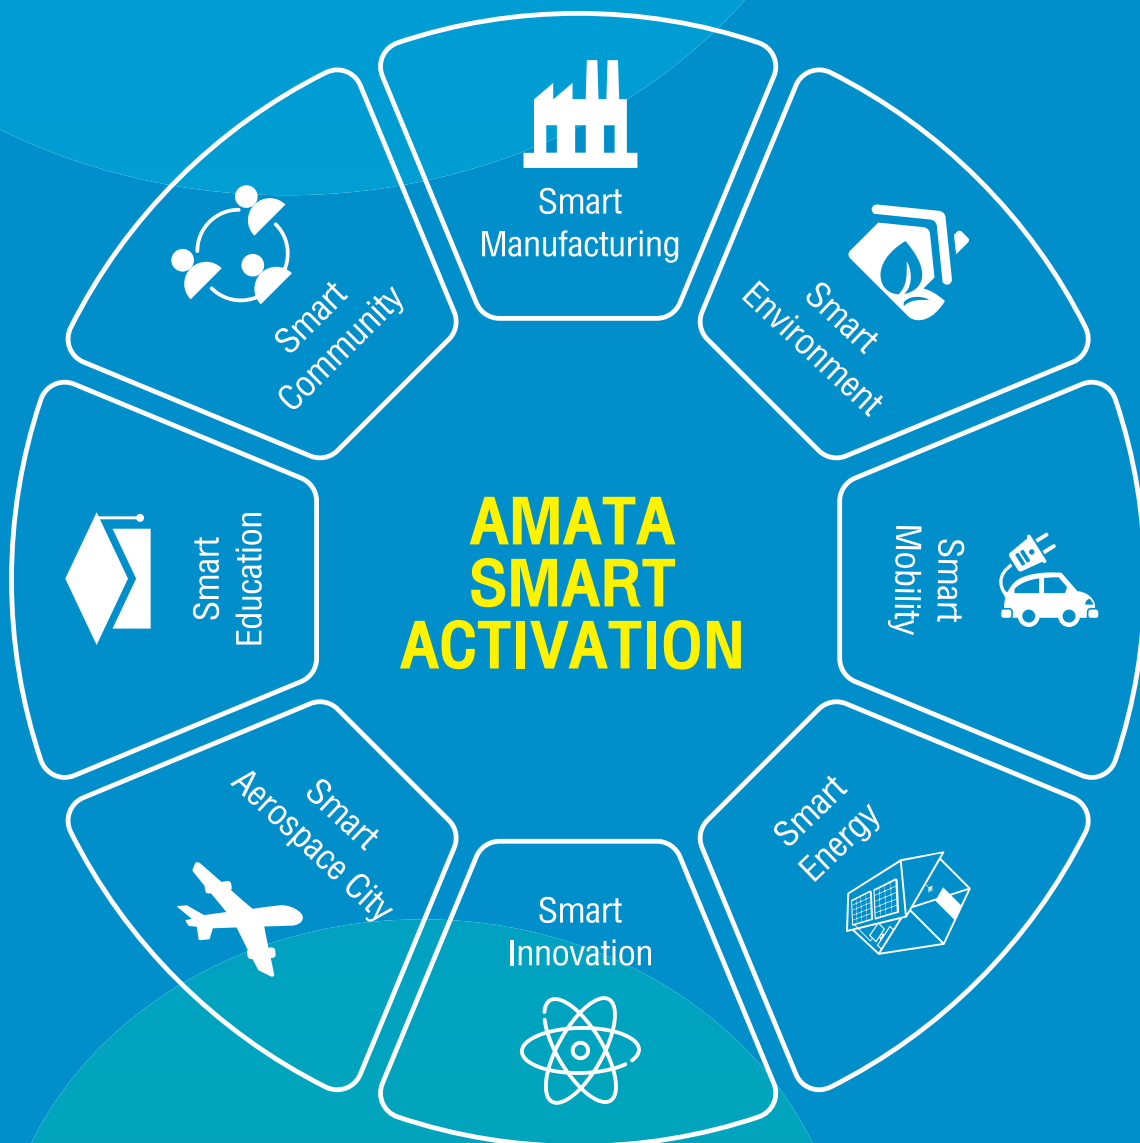 Smart
Manufacturing
Smart
Environment
Smart
Mobility
Smart
Energy
Smart
Innovation
Smart
Aerospace City
Smart
Education
Smart
Community
AMATA
SMART
ACTIVATION